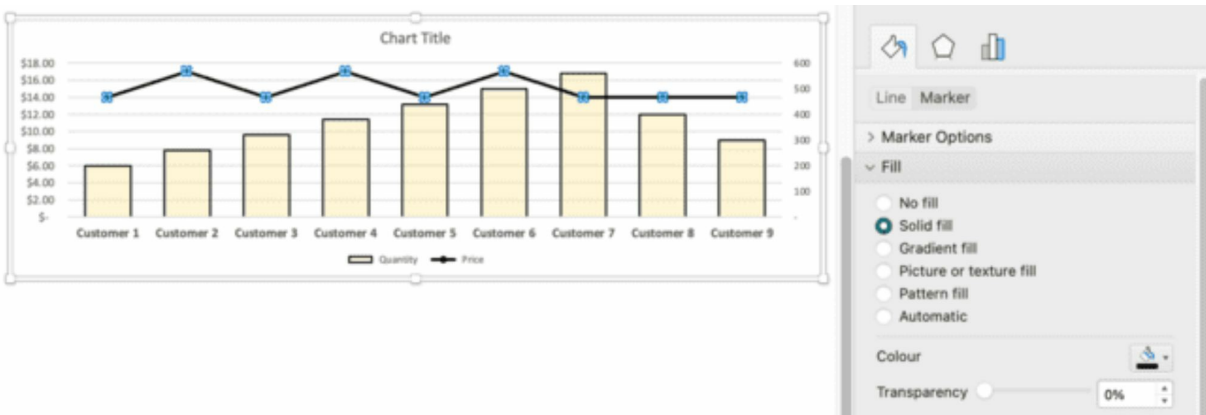 Chart Title
$18.00
$16.00
$14.00
$12.00
$10.00
$8.00
$6.00
$4.00
$2.00
$-
600
500
400
300
200
100
-
Customer 1 Customer 2 Customer 3 Customer 4 Customer 5 Customer 6 Customer 7 Customer 8 Customer 9
Quantity Price
Line Marker
Marker Options
Fill
No fill
Solid fill
Gradient fill
Picture or texture fill
Pattern fill
Automatic
Colour
Transparency 0%